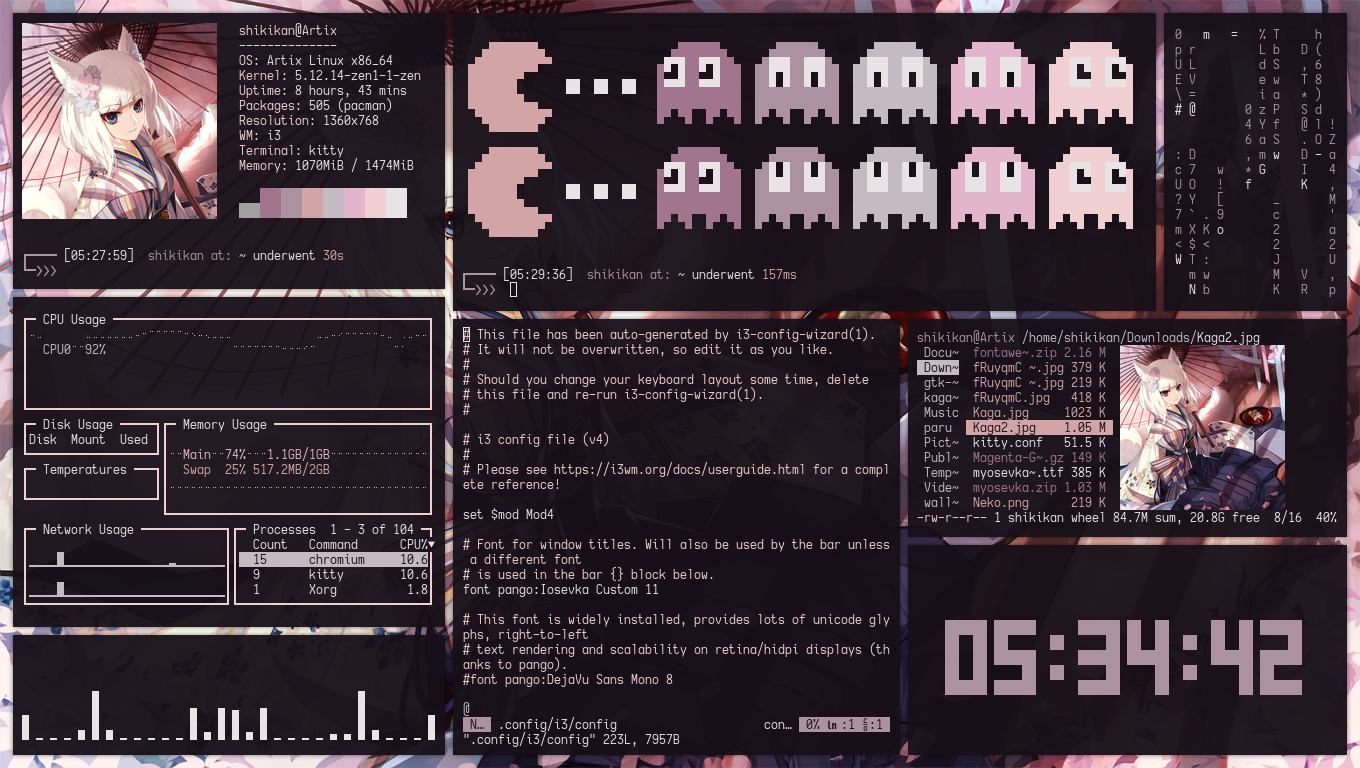 shikikan@Artix
--------------
OS: Artix Linux x86_64
Kernel: 5.12.14-zen1-1-zen
Uptime: 8 hours, 43 mins
Packages: 505 (pacman)
Resolution: 1360x768
WM: i3
Terminal: kitty
Memory: 1070MiB / 1474MiB
[05:27:59] shikikan at: ~ underwent 30s
[05:29:36] shikikan at: ~ underwent 157ms
CPU Usage
CPU0 92%
Disk Usage
Disk Mount Used
Temperatures
Memory Usage
Main 74% 1.1GB/1GB
Swap 25% 517.2MB/2GB
Network Usage
Processes 1 - 3 of 104
Count Command CPU%▼
15 chromium 10.6
9 kitty 10.6
1 Xorg 1.8
# This file has been auto-generated by i3-config-wizard(1).
# It will not be overwritten, so edit it as you like.
#
# Should you change your keyboard layout some time, delete
# this file and re-run i3-config-wizard(1).
#
# i3 config file (v4)
#
# Please see https://i3wm.org/docs/userguide.html for a compl
ete reference!
set $mod Mod4
# Font for window titles. Will also be used by the bar unless
a different font
# is used in the bar {} block below.
font pango:Iosevka Custom 11
# This font is widely installed, provides lots of unicode gly
phs, right-to-left
# text rendering and scalability on retina/hidpi displays (th
anks to pango).
#font pango:DejaVu Sans Mono 8
@
N… .config/i3/config con… 0% ln :1 :1
".config/i3/config" 223L, 7957B
shikikan@Artix /home/shikikan/Downloads/Kaga2.jpg
Docu~ fontawe~.zip 2.16 M
Down~ fRuyqmC ~.jpg 379 K
gtk-~ fRuyqmC ~.jpg 219 K
kaga~ fRuyqmC.jpg 418 K
Music Kaga.jpg 1023 K
paru Kaga2.jpg 1.05 M
Pict~ kitty.conf 51.5 K
Publ~ Magenta-G~.gz 149 K
Temp~ myosevka~.ttf 385 K
Vide~ myosevka.zip 1.03 M
wall~ Neko.png 219 K
-rw-r--r-- 1 shikikan wheel 84.7M sum, 20.8G free 8/16 40%
05:34:42